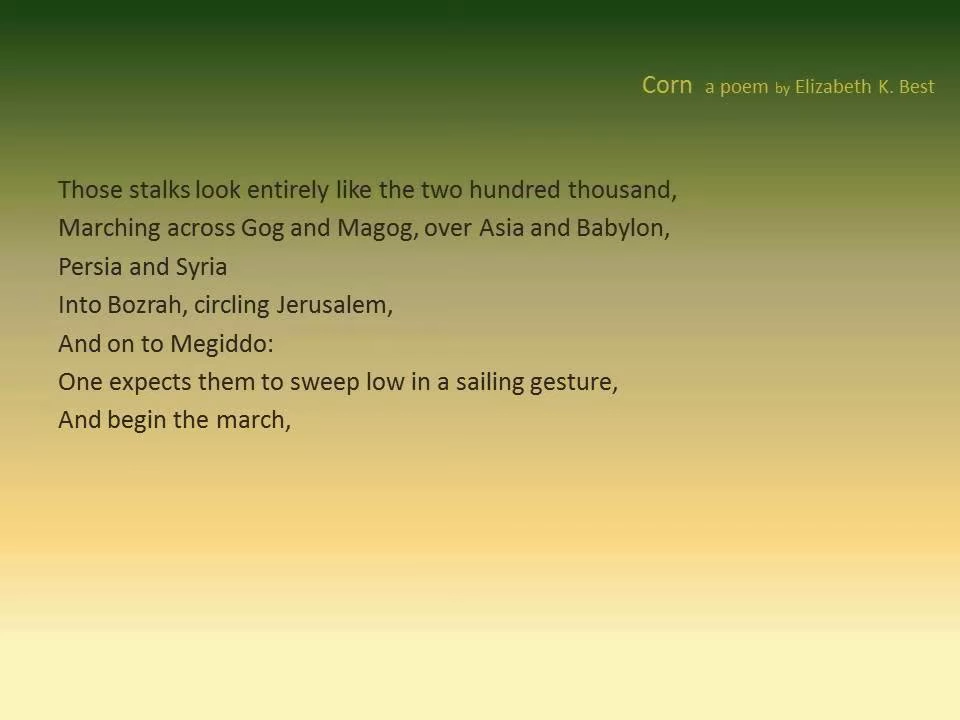 Corn a poem by Elizabeth K. Best
Those stalks look entirely like the two hundred thousand,
Marching across Gog and Magog, over Asia and Babylon,
Persia and Syria
Into Bozrah, circling Jerusalem,
And on to Megiddo:
One expects them to sweep low in a sailing gesture,
And begin the march,